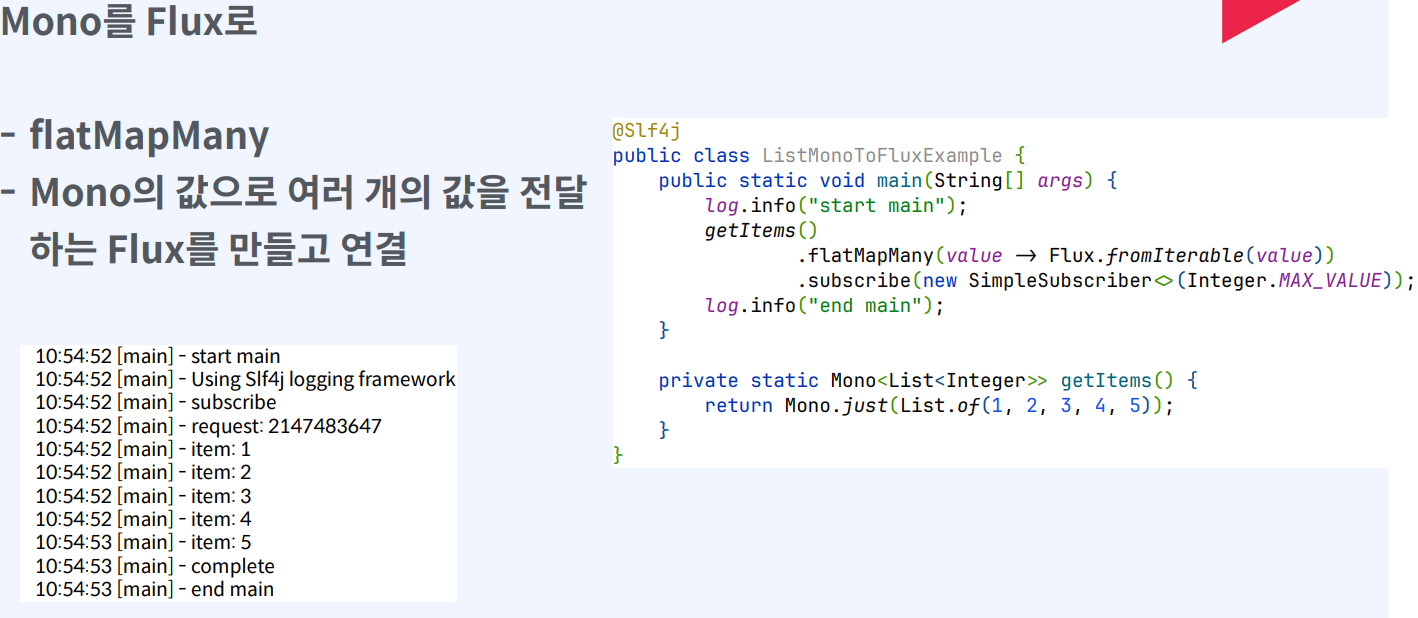 Mono를 Flux로
- flatMapMany
- Mono의 값으로 여러 개의 값을 전달
하는 Flux를 만들고 연결
10:54:52 [main] - start main
10:54:52 [main] - Using Slf4j logging framework
10:54:52 [main] - subscribe
10:54:52 [main] - request: 2147483647
10:54:52 [main] - item: 1
10:54:52 [main] - item: 2
10:54:52 [main] - item: 3
10:54:52 [main] - item: 4
10:54:53 [main] - item: 5
10:54:53 [main] - complete
10:54:53 [main] - end main
@Slf4j
public class ListMonoToFluxExample {
    public static void main(String[] args) {
        log.info("start main");
        getItems()
                .flatMapMany(value → Flux.fromIterable(value))
                .subscribe(new SimpleSubscriber<>(Integer.MAX_VALUE));
        log.info("end main");
    }
    private static Mono<List<Integer>> getItems() {
        return Mono.just(List.of(1, 2, 3, 4, 5));
    }
}